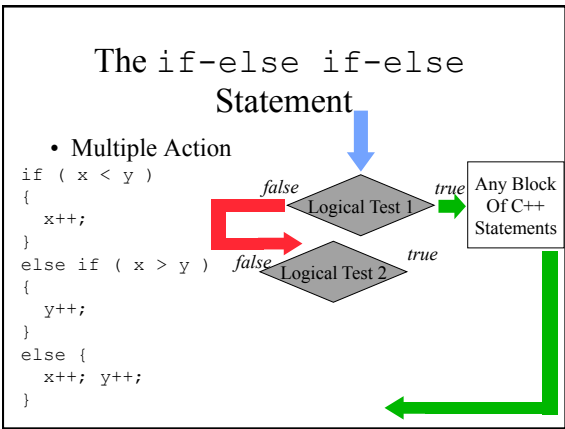 The if-else if-else
Statement
• Multiple Action
if ( x < y )
{
  x++;
}
else if ( x > y )
{
  y++;
}
else {
  x++; y++;
}
false
Logical Test 1
true
Any Block
Of C++
Statements
false
Logical Test 2
true